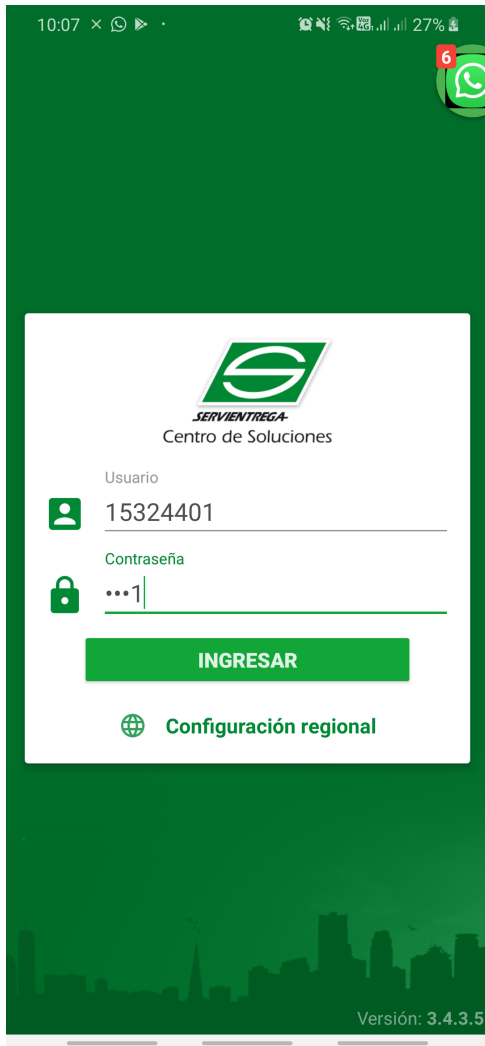 10:07
27%
6
SERVIENTREGA
Centro de Soluciones
Usuario
15324401
Contraseña
•••1
INGRESAR
Configuración regional
Versión: 3.4.3.5